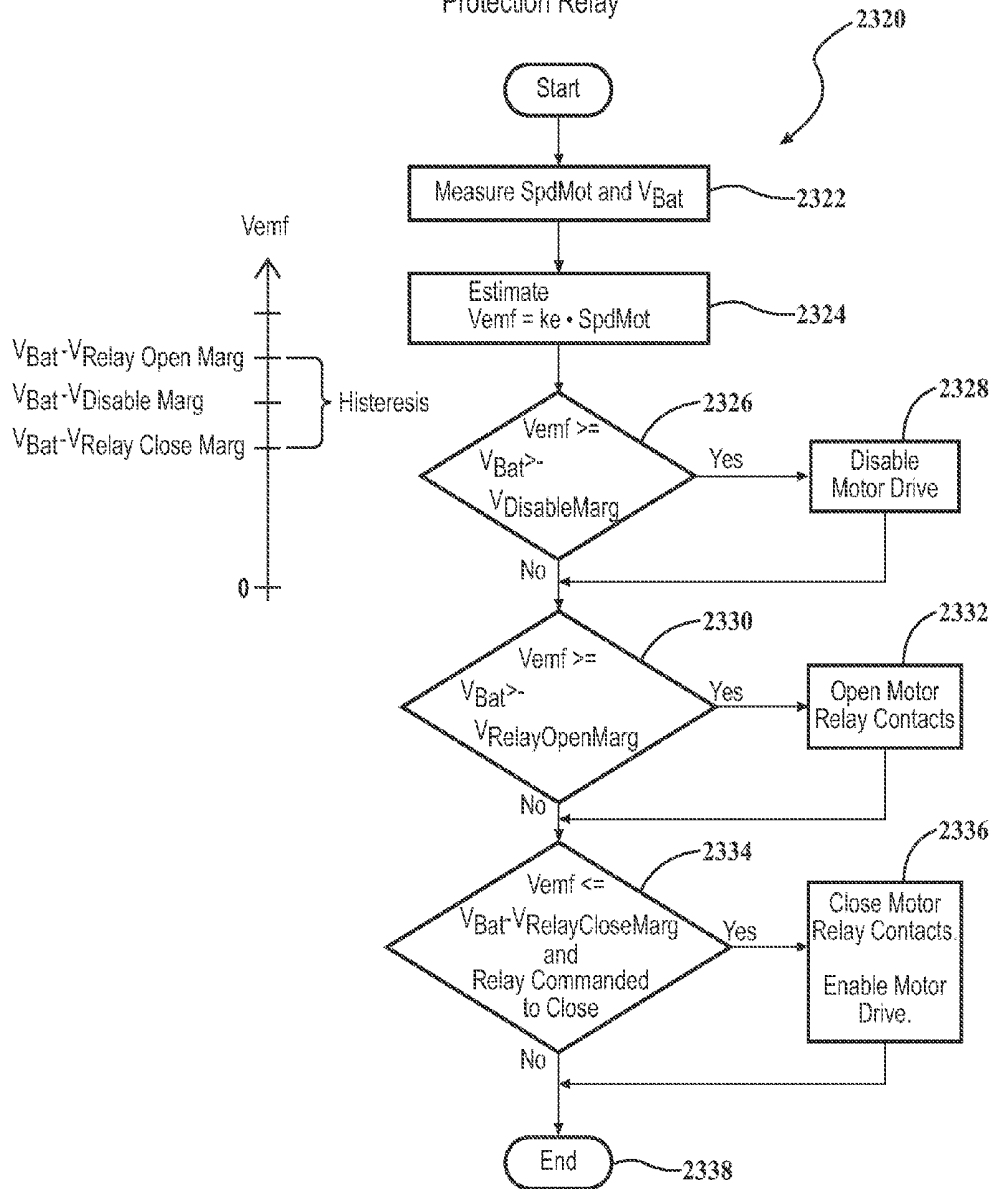 Protection Relay
2320
Start
Measure SpdMot and VBat
2322
Vemf
Estimate
Vemf = ke • SpdMot
2324
VBat-VRelay Open Marg
VBat-VDisable Marg
VBat-VRelay Close Marg
Histeresis
0
2326
Vemf >=
VBat>-
VDisableMarg
Yes
2328
Disable
Motor Drive
No
2330
Vemf >=
VBat>-
VRelayOpenMarg
Yes
2332
Open Motor
Relay Contacts
No
2334
Vemf <=
VBat-VRelayCloseMarg
and
Relay Commanded
to Close
Yes
2336
Close Motor
Relay Contacts.
Enable Motor
Drive.
No
End
2338